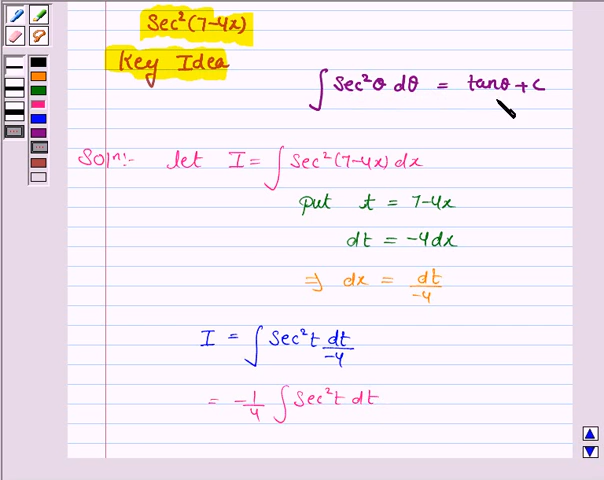 Sec²(7-4x)
Key Idea
∫ Sec²θ dθ = tanθ + C
Soln:- let I = ∫ Sec²(7-4x) dx
put t = 7-4x
dt = -4dx
⇒ dx = dt/-4
I = ∫ Sec²t dt/-4
= -1/4 ∫ Sec²t dt